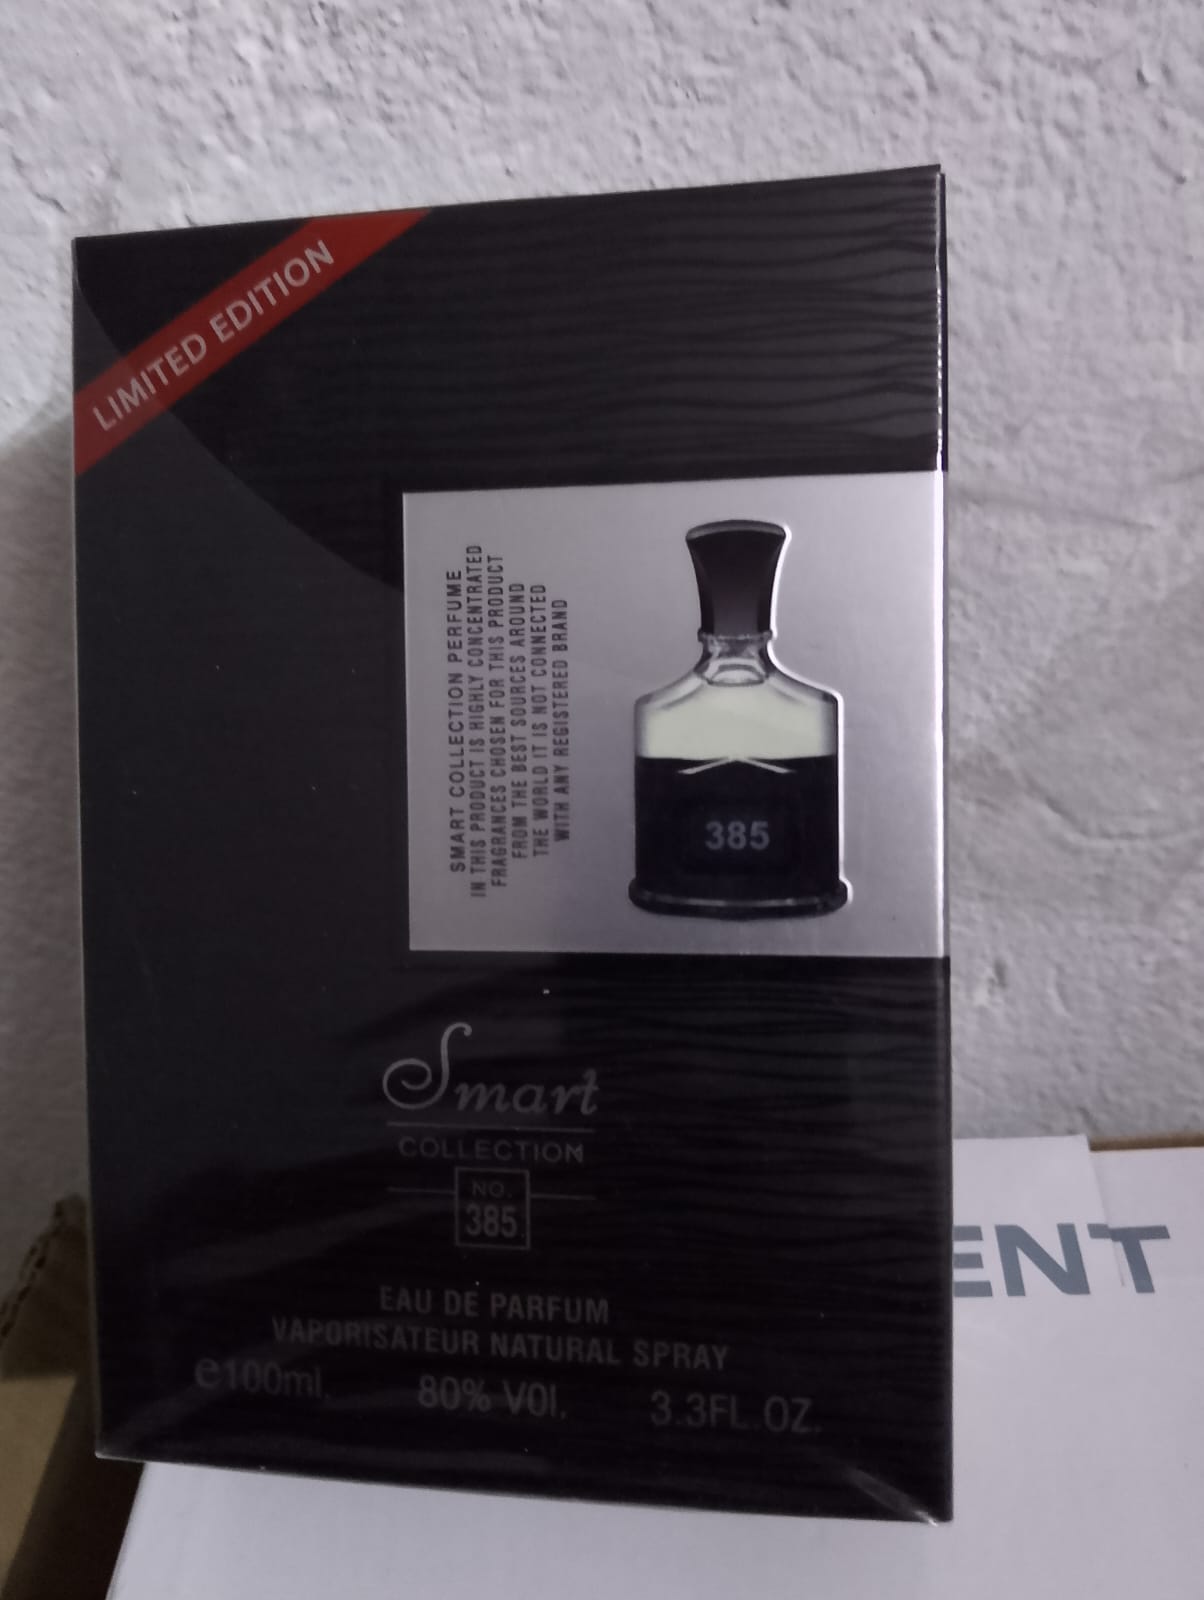 LIMITED EDITION
SMART COLLECTION PERFUME
IN THIS PRODUCT IS HIGHLY CONCENTRATED
FRAGRANCES CHOSEN FOR THIS PRODUCT
FROM THE BEST SOURCES AROUND
THE WORLD IT IS NOT CONNECTED
WITH ANY REGISTERED BRAND
385
Smart
COLLECTION
NO.
385
ENT
EAU DE PARFUM
VAPORISATEUR NATURAL SPRAY
e100ml. 80% VOl. 3.3FL.OZ.